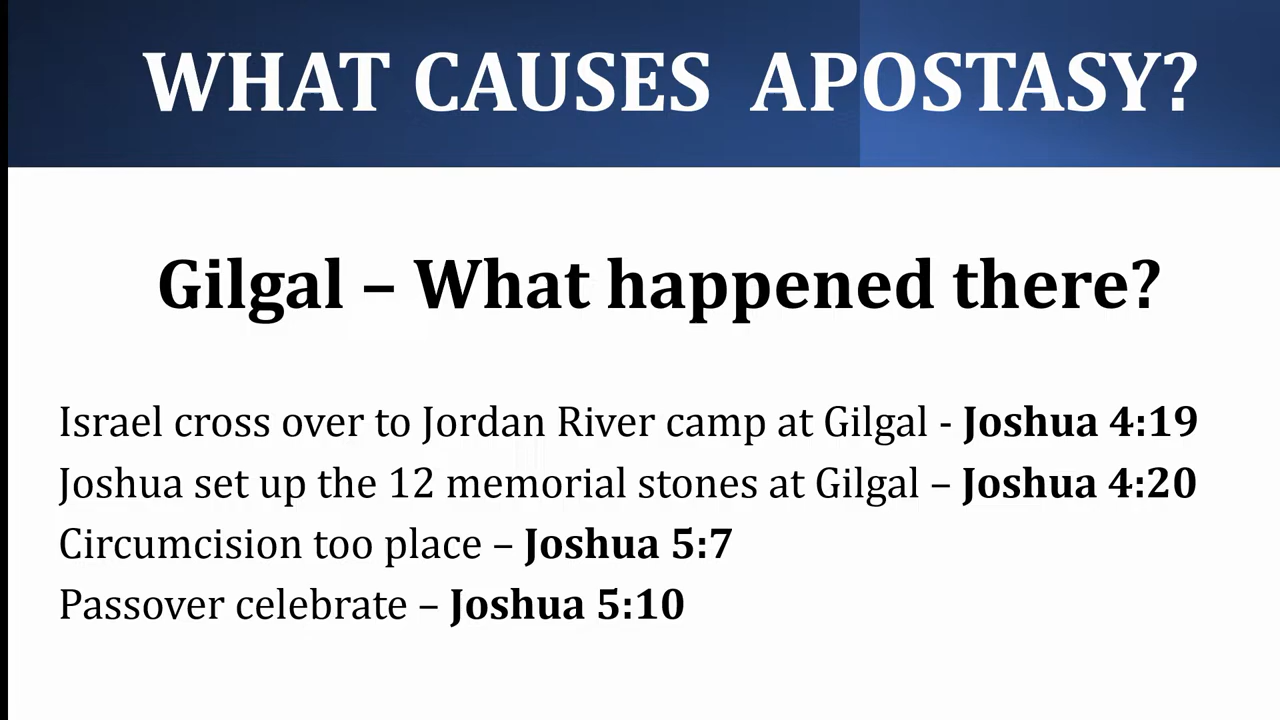 WHAT CAUSES APOSTASY?
Gilgal – What happened there?
Israel cross over to Jordan River camp at Gilgal - Joshua 4:19
Joshua set up the 12 memorial stones at Gilgal – Joshua 4:20
Circumcision too place – Joshua 5:7
Passover celebrate – Joshua 5:10